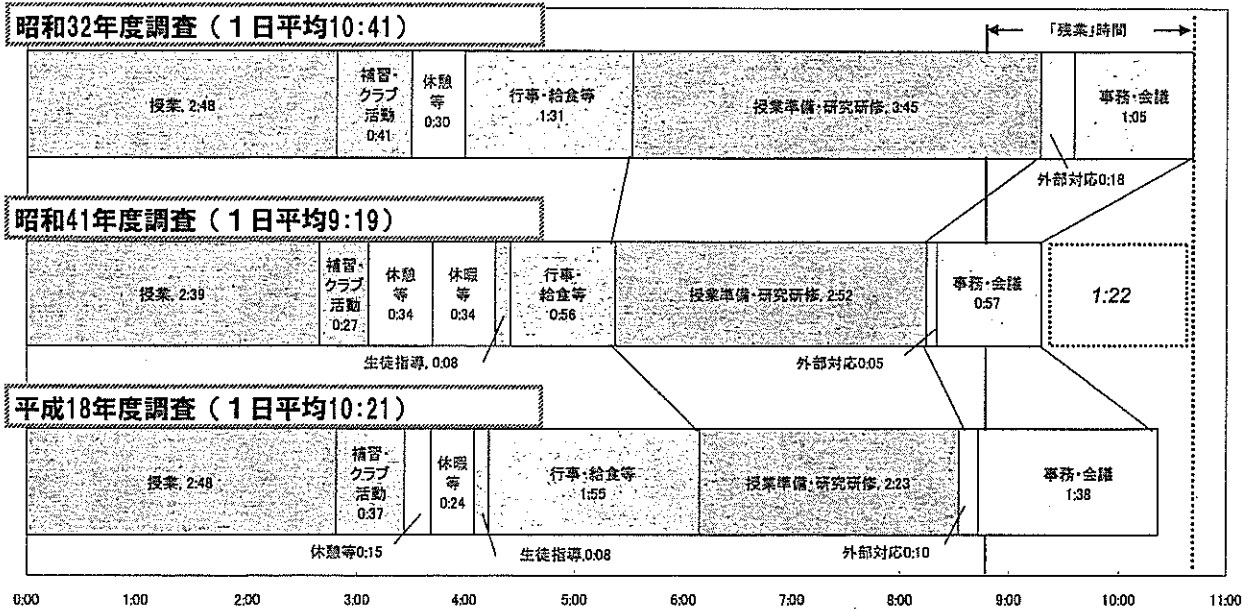 昭和32年度調査（１日平均10:41）
「残業」時間
授業, 2:48
補習・
クラブ
活動
0:41
休憩
等
0:30
行事・給食等
1:31
授業準備・研究研修, 3:45
事務・会議
1:05
外部対応0:18
昭和41年度調査（１日平均9:19）
授業, 2:39
補習・
クラブ
活動
0:27
休憩
等
0:34
休暇
等
0:34
行事・
給食等
0:56
授業準備・研究研修, 2:52
事務・会議
0:57
1:22
生徒指導, 0:08
外部対応0:05
平成18年度調査（１日平均10:21）
授業, 2:48
補習・
クラブ
活動
0:37
休暇
等
0:24
行事・給食等
1:55
授業準備・研究研修, 2:23
事務・会議
1:38
休憩等0:15
生徒指導,0:08
外部対応0:10
0:00 1:00 2:00 3:00 4:00 5:00 6:00 7:00 8:00 9:00 10:00 11:00